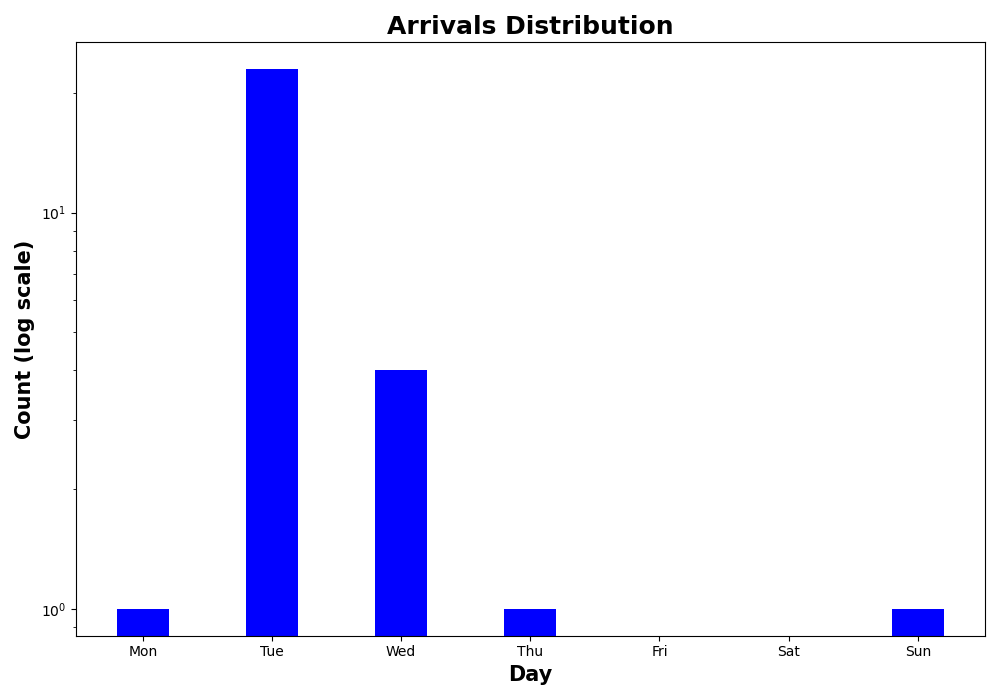 Arrivals Distribution
Count (log scale)
10¹
10⁰
Mon Tue Wed Thu Fri Sat Sun
Day